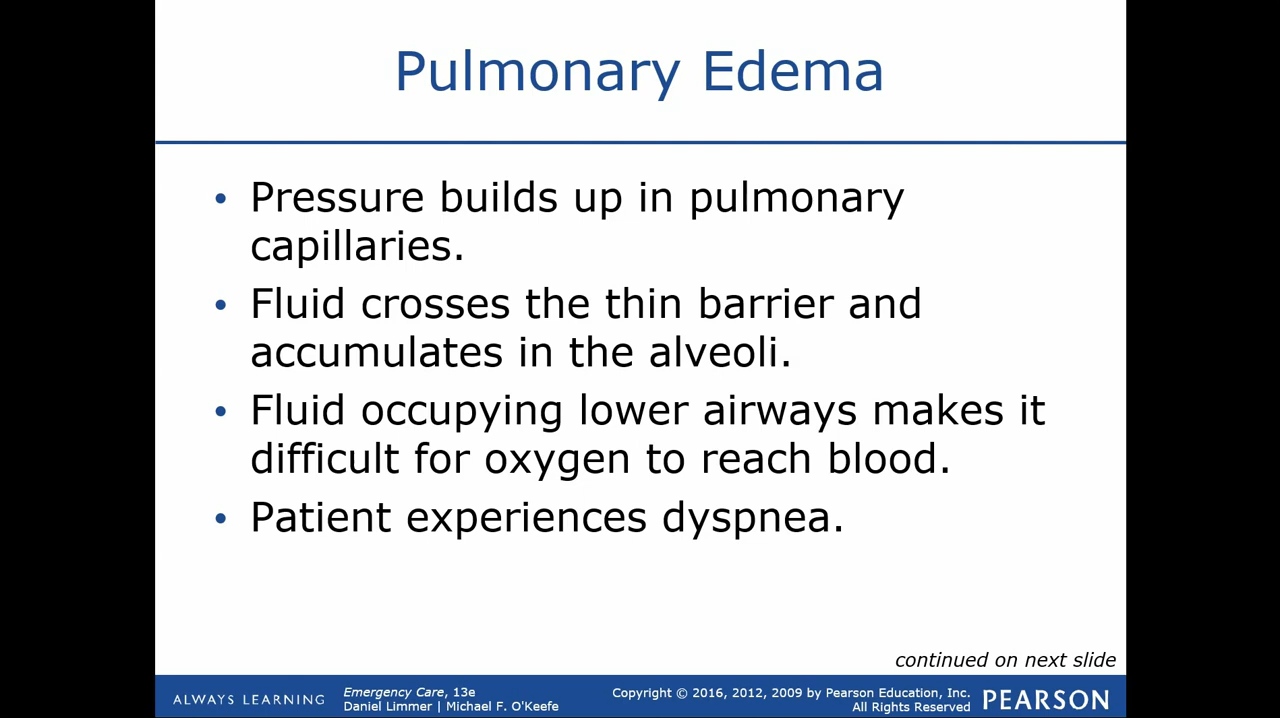 Pulmonary Edema
• Pressure builds up in pulmonary
capillaries.
• Fluid crosses the thin barrier and
accumulates in the alveoli.
• Fluid occupying lower airways makes it
difficult for oxygen to reach blood.
• Patient experiences dyspnea.
continued on next slide
ALWAYS LEARNING
Emergency Care, 13e
Daniel Limmer | Michael F. O'Keefe
Copyright © 2016, 2012, 2009 by Pearson Education, Inc.
All Rights Reserved
PEARSON